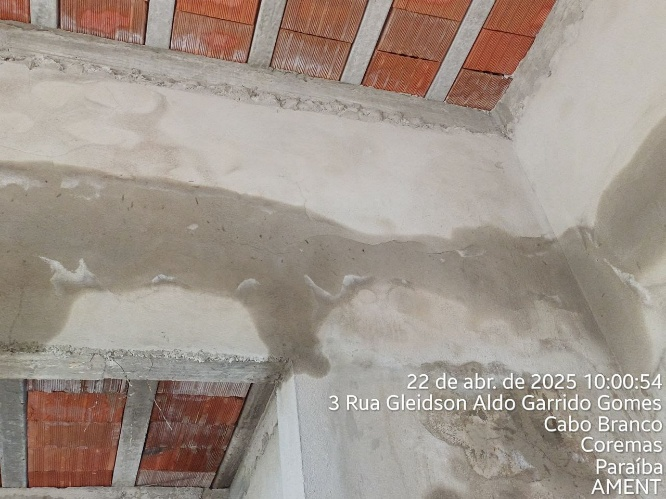 22 de abr. de 2025 10:00:54
3 Rua Gleidson Aldo Garrido Gomes
Cabo Branco
Coremas
Paraíba
AMENT